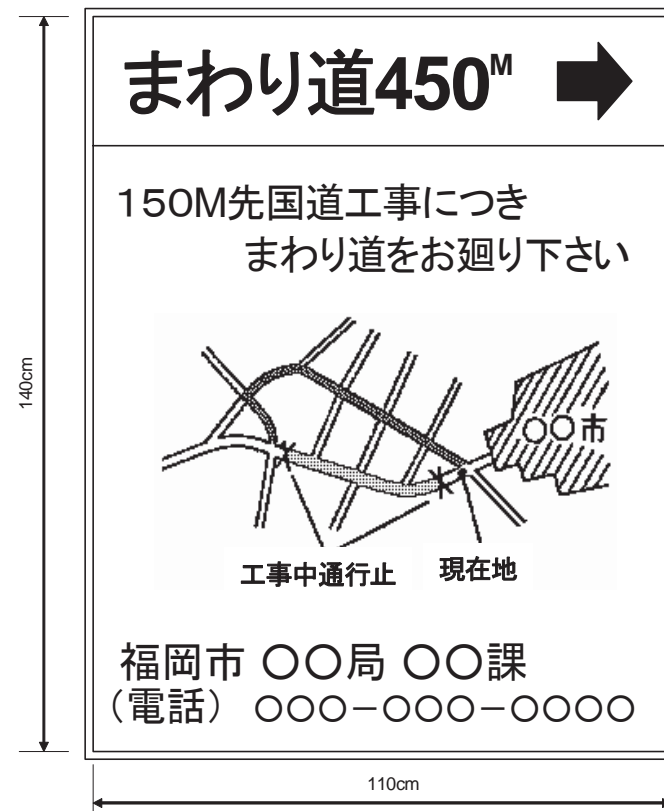 まわり道450M
150M先国道工事につき
まわり道をお廻り下さい
140cm
〇〇市
工事中通行止
現在地
福岡市 〇〇局 〇〇課
(電話) 〇〇〇-〇〇〇-〇〇〇〇
110cm